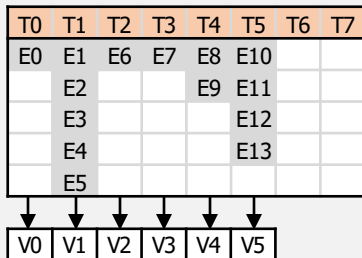 T0 T1 T2 T3 T4 T5 T6 T7
E0 E1 E6 E7 E8 E10
E2 E9 E11
E3 E12
E4 E13
E5
V0 V1 V2 V3 V4 V5